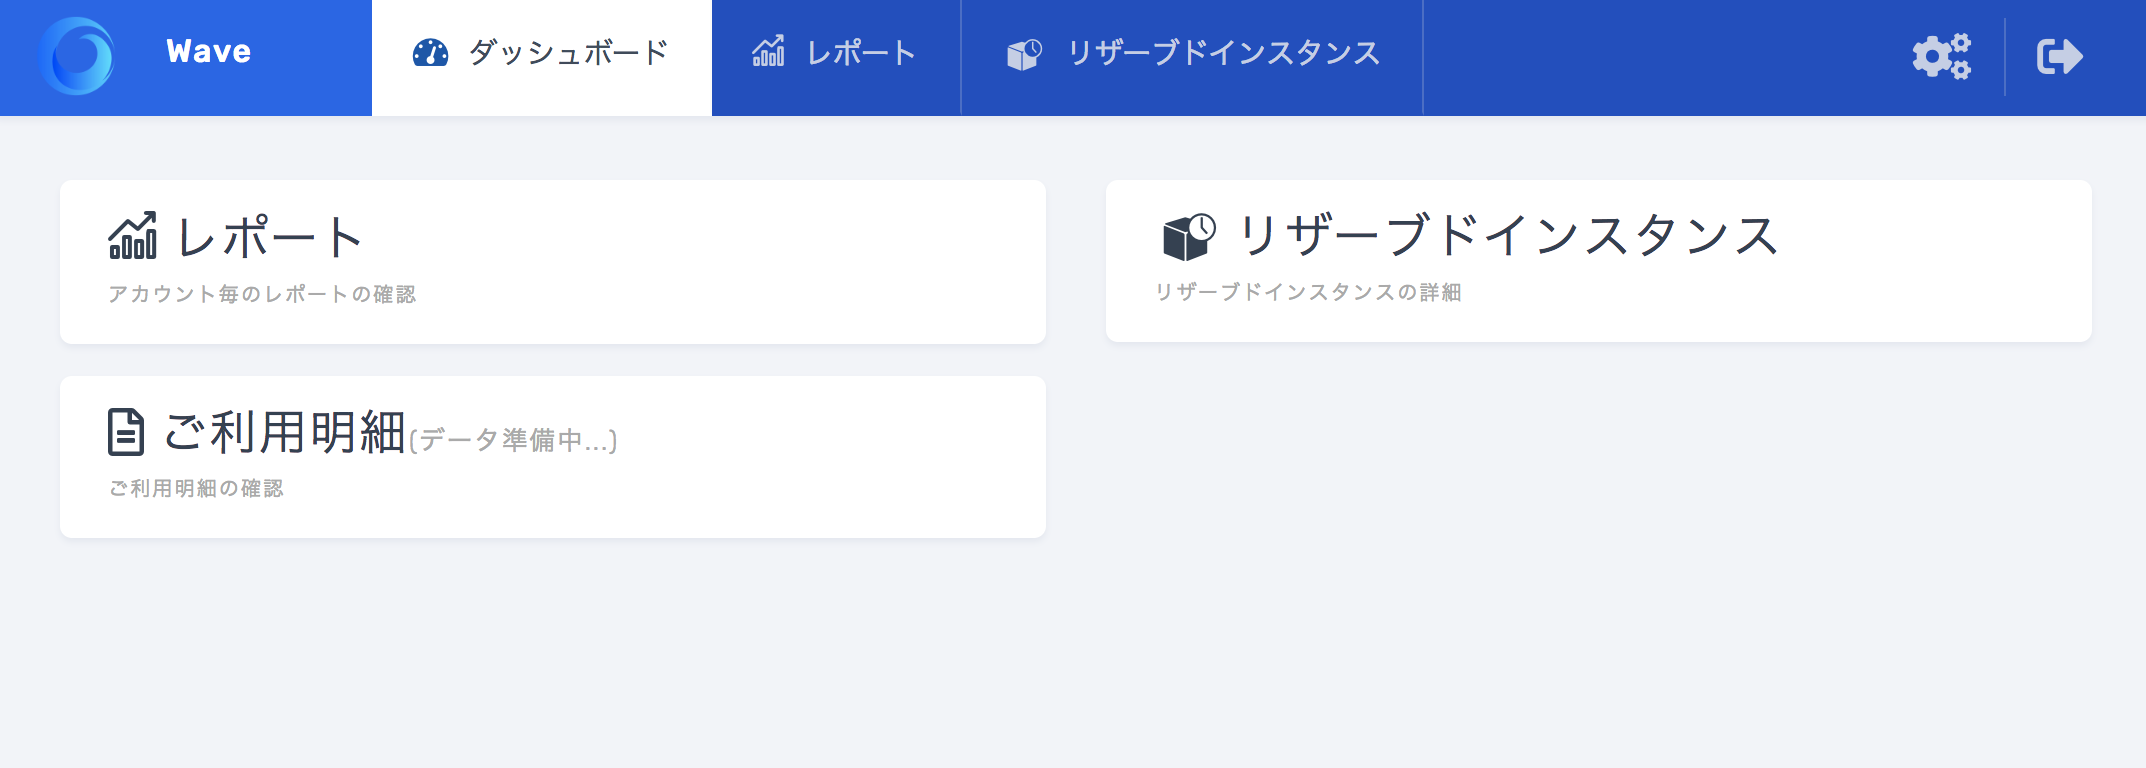 Wave
ダッシュボード
レポート
リザーブドインスタンス
レポート
アカウント毎のレポートの確認
リザーブドインスタンス
リザーブドインスタンスの詳細
ご利用明細(データ準備中...)
ご利用明細の確認